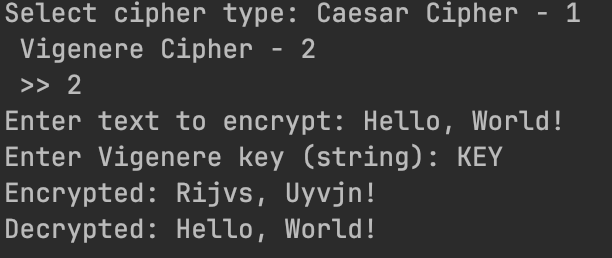 Select cipher type: Caesar Cipher - 1
 Vigenere Cipher - 2
 >> 2
Enter text to encrypt: Hello, World!
Enter Vigenere key (string): KEY
Encrypted: Rijvs, Uyvjn!
Decrypted: Hello, World!